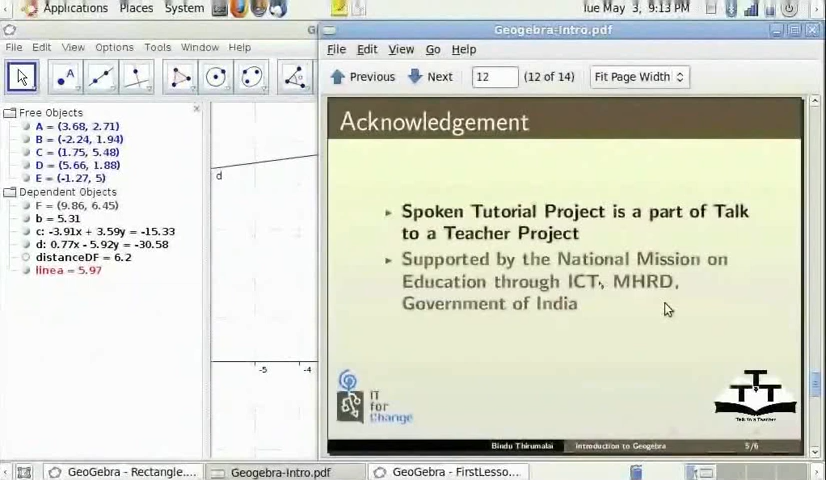 Applications Places System
Tue May 3, 9:13 PM
Geogebra-Intro.pdf
File Edit View Options Tools Window Help
File Edit View Go Help
Previous Next 12 (12 of 14) Fit Page Width
A
Free Objects
A = (3.68, 2.71)
B = (-2.24, 1.94)
C = (1.75, 5.48)
D = (5.66, 1.88)
E = (-1.27, 5)
Dependent Objects
F = (9.86, 6.45)
b = 5.31
c: -3.91x + 3.59y = -15.33
d: 0.77x - 5.92y = -30.58
distanceDF = 6.2
linea = 5.97
d
-5 -4
Acknowledgement
Spoken Tutorial Project is a part of Talk
to a Teacher Project
Supported by the National Mission on
Education through ICT, MHRD,
Government of India
IT
for
Change
T T T
Talk to a Teacher
Bindu Thirumalai Introduction to Geogebra 5/6
GeoGebra - Rectangle.... Geogebra-Intro.pdf GeoGebra - FirstLesso...